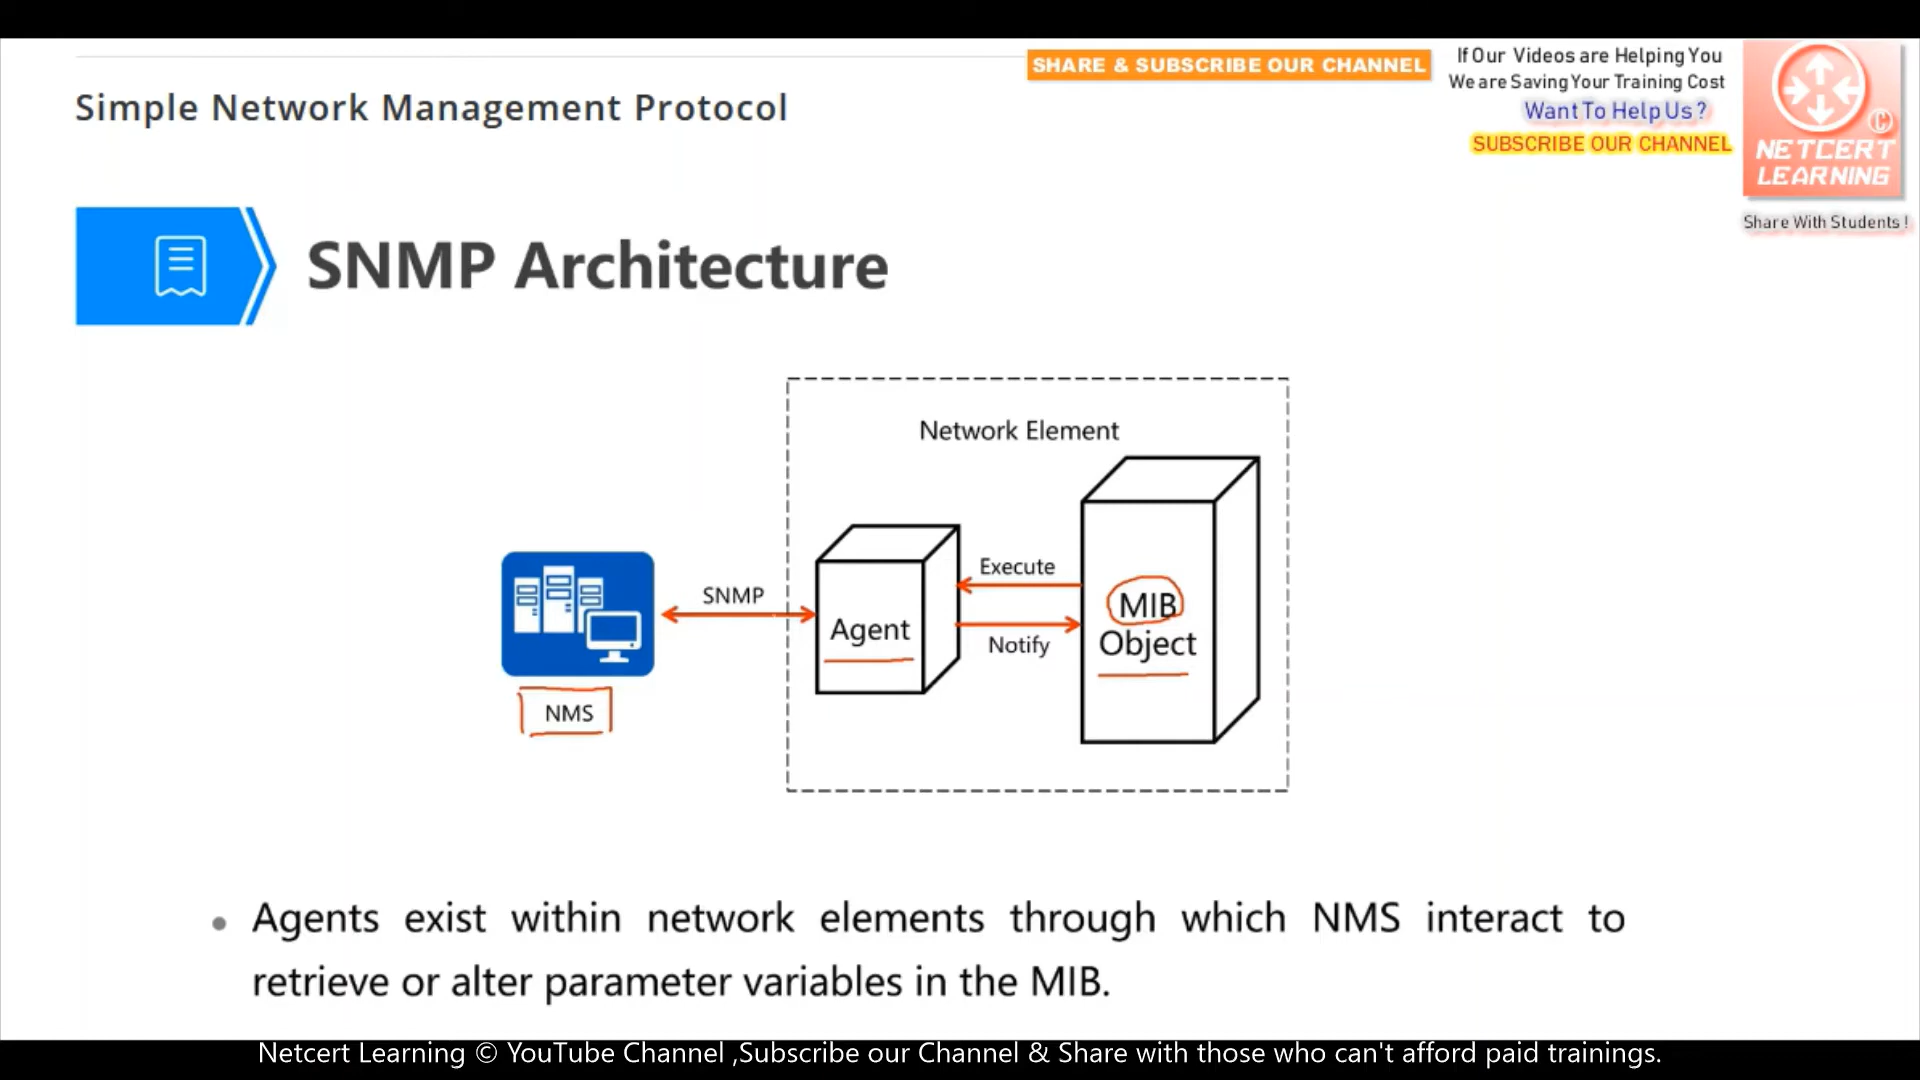 SHARE & SUBSCRIBE OUR CHANNEL
If Our Videos are Helping You
We are Saving Your Training Cost
Want To Help Us ?
SUBSCRIBE OUR CHANNEL
©
NETCERT
LEARNING
Share With Students !
Simple Network Management Protocol
SNMP Architecture
Network Element
SNMP
Agent
Execute
Notify
MIB
Object
NMS
• Agents exist within network elements through which NMS interact to
retrieve or alter parameter variables in the MIB.
Netcert Learning © YouTube Channel ,Subscribe our Channel & Share with those who can't afford paid trainings.